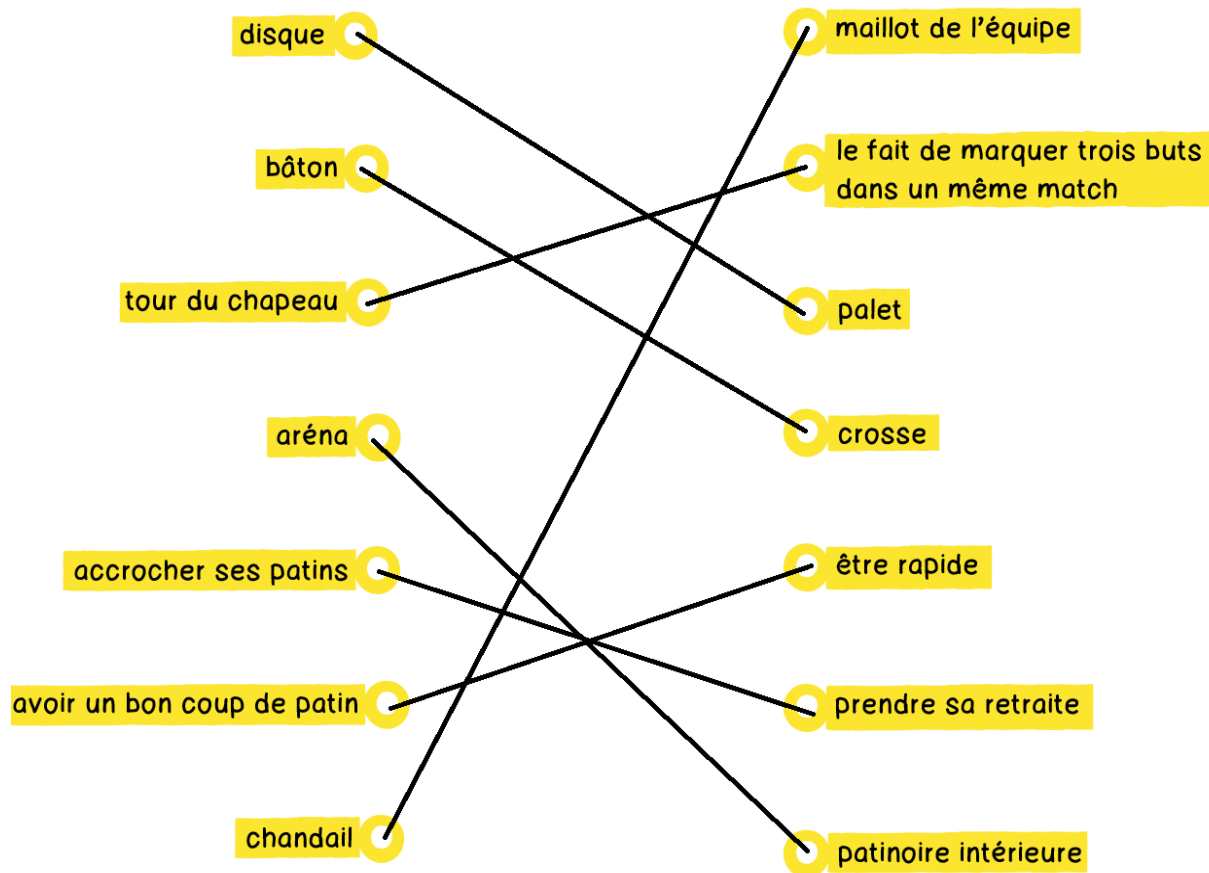 disque
bâton
tour du chapeau
aréna
accrocher ses patins
avoir un bon coup de patin
chandail
maillot de l'équipe
le fait de marquer trois buts
dans un même match
palet
crosse
être rapide
prendre sa retraite
patinoire intérieure